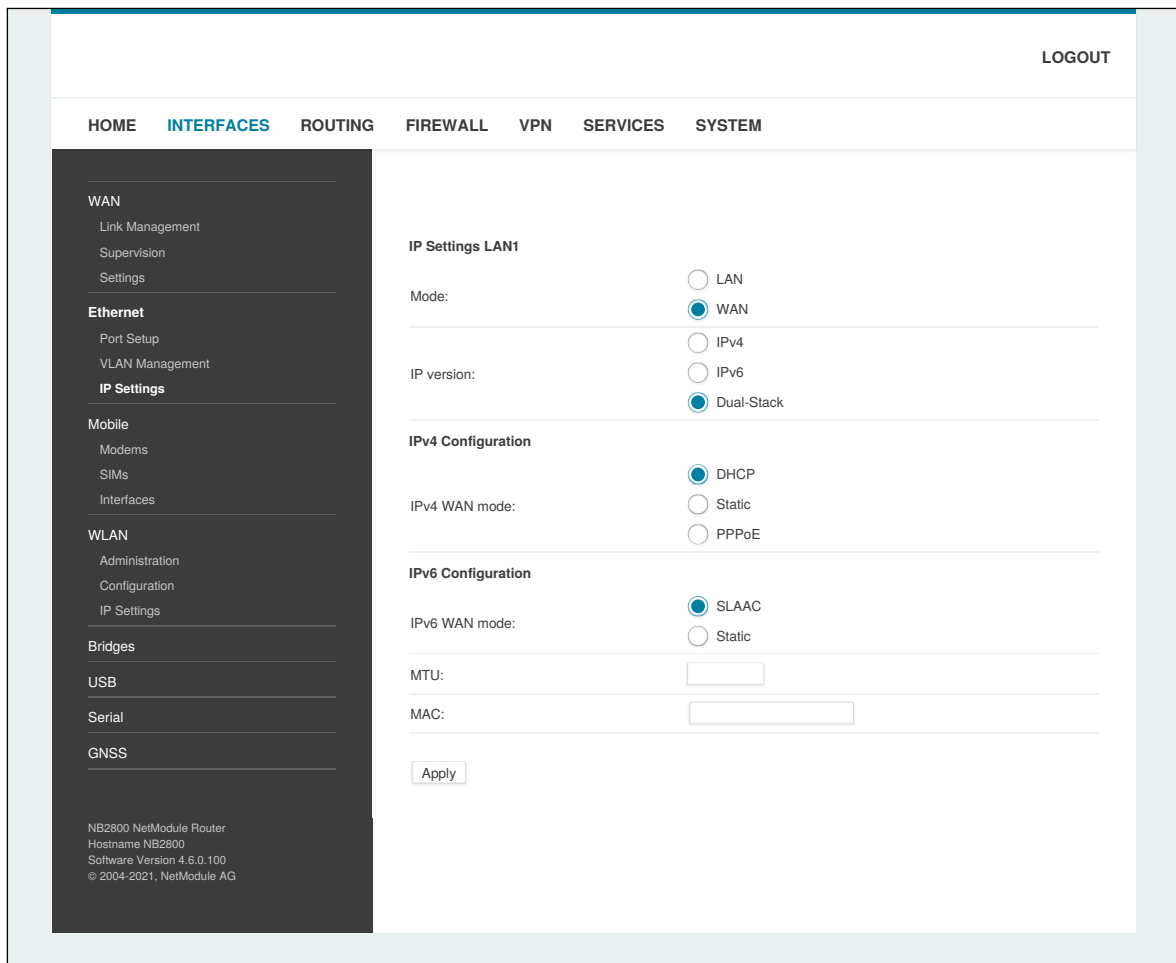 LOGOUT
HOME INTERFACES ROUTING FIREWALL VPN SERVICES SYSTEM
WAN
Link Management
Supervision
Settings
Ethernet
Port Setup
VLAN Management
IP Settings
Mobile
Modems
SIMs
Interfaces
WLAN
Administration
Configuration
IP Settings
Bridges
USB
Serial
GNSS
NB2800 NetModule Router
Hostname NB2800
Software Version 4.6.0.100
© 2004-2021, NetModule AG
IP Settings LAN1
Mode:
LAN
WAN
IP version:
IPv4
IPv6
Dual-Stack
IPv4 Configuration
IPv4 WAN mode:
DHCP
Static
PPPoE
IPv6 Configuration
IPv6 WAN mode:
SLAAC
Static
MTU:
MAC:
Apply